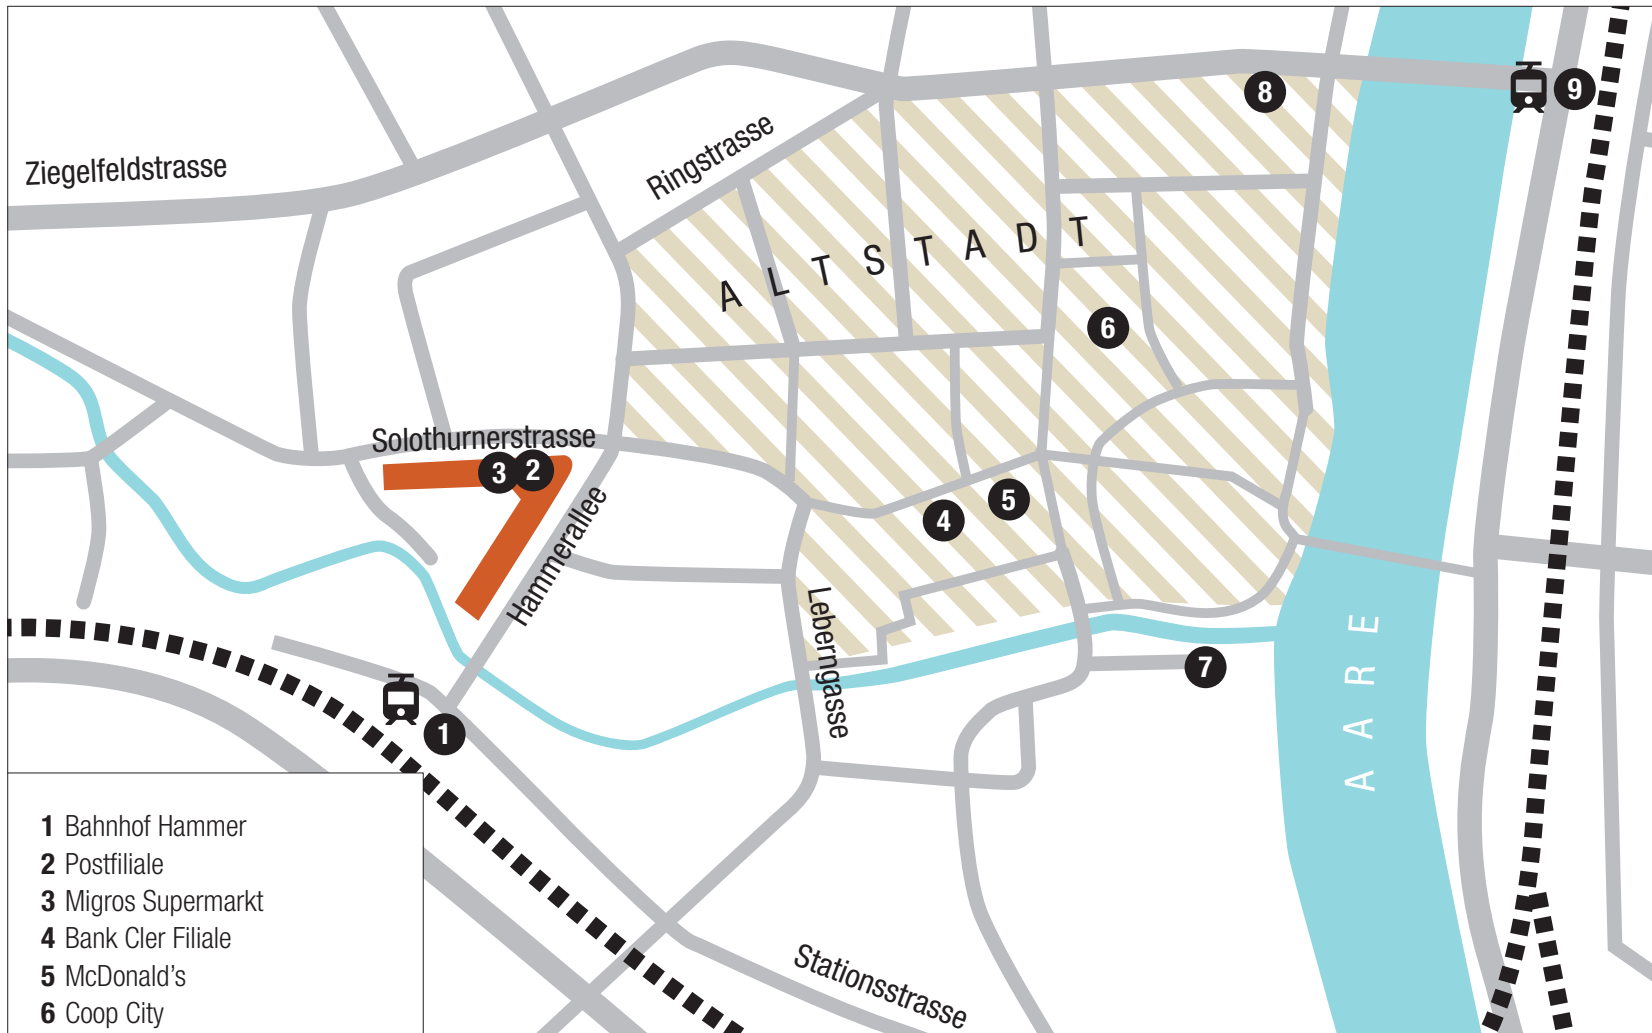 8
9
Ziegelfeldstrasse
Ringstrasse
ALTSTADT
6
Solothurnerstrasse
3
2
5
4
Hammerallee
Leberngasse
AARE
7
1
1 Bahnhof Hammer
2 Postfiliale
3 Migros Supermarkt
4 Bank Cler Filiale
5 McDonald's
6 Coop City
Stationsstrasse